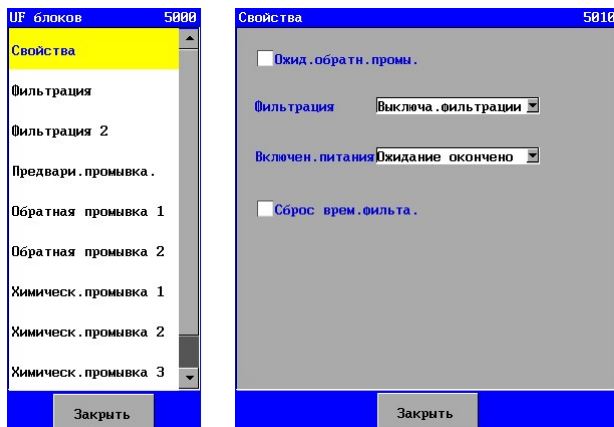 UF блоков 5000
Свойства
Фильтрация
Фильтрация 2
Предвари.промывка.
Обратная промывка 1
Обратная промывка 2
Химическ.промывка 1
Химическ.промывка 2
Химическ.промывка 3
Закрыть
Свойства 5010
Ожид.обратн.промы.
Фильтрация Выключа.фильтрации
Включен.питания Ожидание окончено
Сброс врем.фильта.
Закрыть